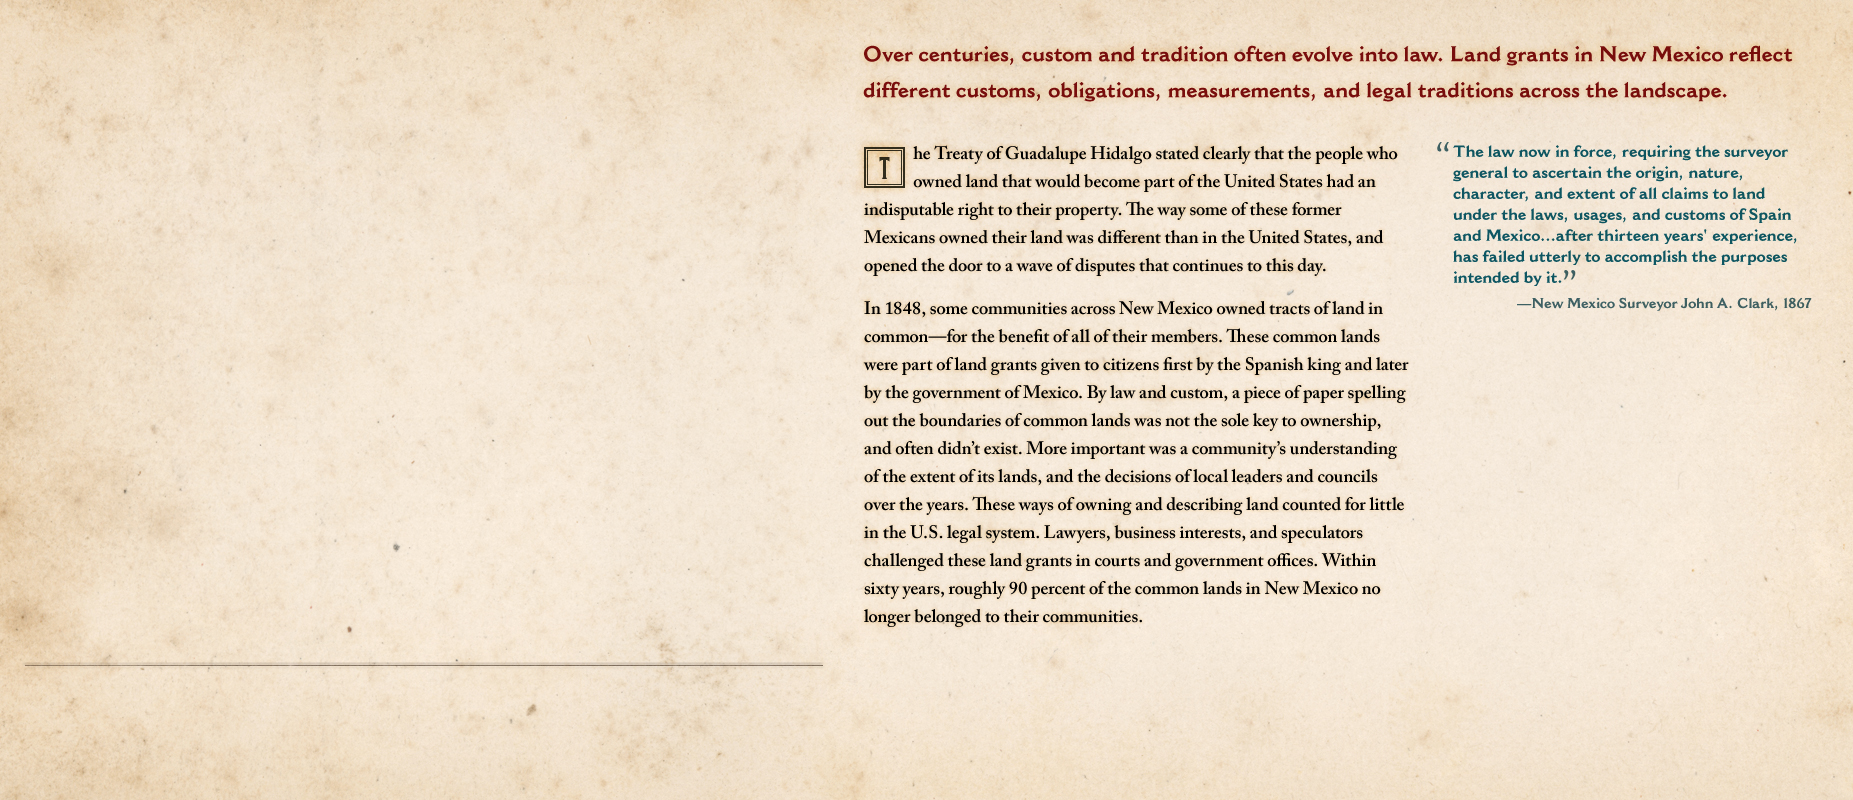 Over centuries, custom and tradition often evolve into law. Land grants in New Mexico reflect
different customs, obligations, measurements, and legal traditions across the landscape.
The Treaty of Guadalupe Hidalgo stated clearly that the people who
owned land that would become part of the United States had an
indisputable right to their property. The way some of these former
Mexicans owned their land was different than in the United States, and
opened the door to a wave of disputes that continues to this day.
In 1848, some communities across New Mexico owned tracts of land in
common—for the benefit of all of their members. These common lands
were part of land grants given to citizens first by the Spanish king and later
by the government of Mexico. By law and custom, a piece of paper spelling
out the boundaries of common lands was not the sole key to ownership,
and often didn’t exist. More important was a community’s understanding
of the extent of its lands, and the decisions of local leaders and councils
over the years. These ways of owning and describing land counted for little
in the U.S. legal system. Lawyers, business interests, and speculators
challenged these land grants in courts and government offices. Within
sixty years, roughly 90 percent of the common lands in New Mexico no
longer belonged to their communities.
“The law now in force, requiring the surveyor
general to ascertain the origin, nature,
character, and extent of all claims to land
under the laws, usages, and customs of Spain
and Mexico...after thirteen years' experience,
has failed utterly to accomplish the purposes
intended by it.”
—New Mexico Surveyor John A. Clark, 1867